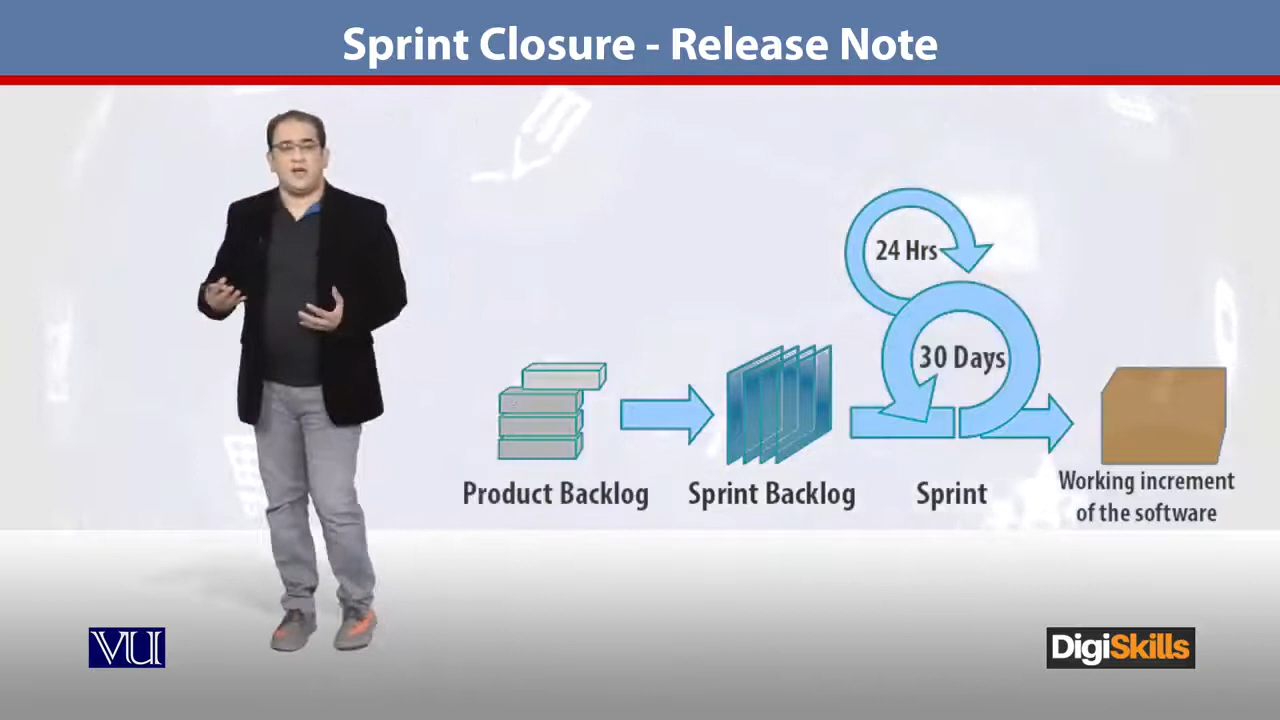 Sprint Closure - Release Note
24 Hrs
30 Days
Product Backlog
Sprint Backlog
Sprint
Working increment
of the software
VU
DigiSkills